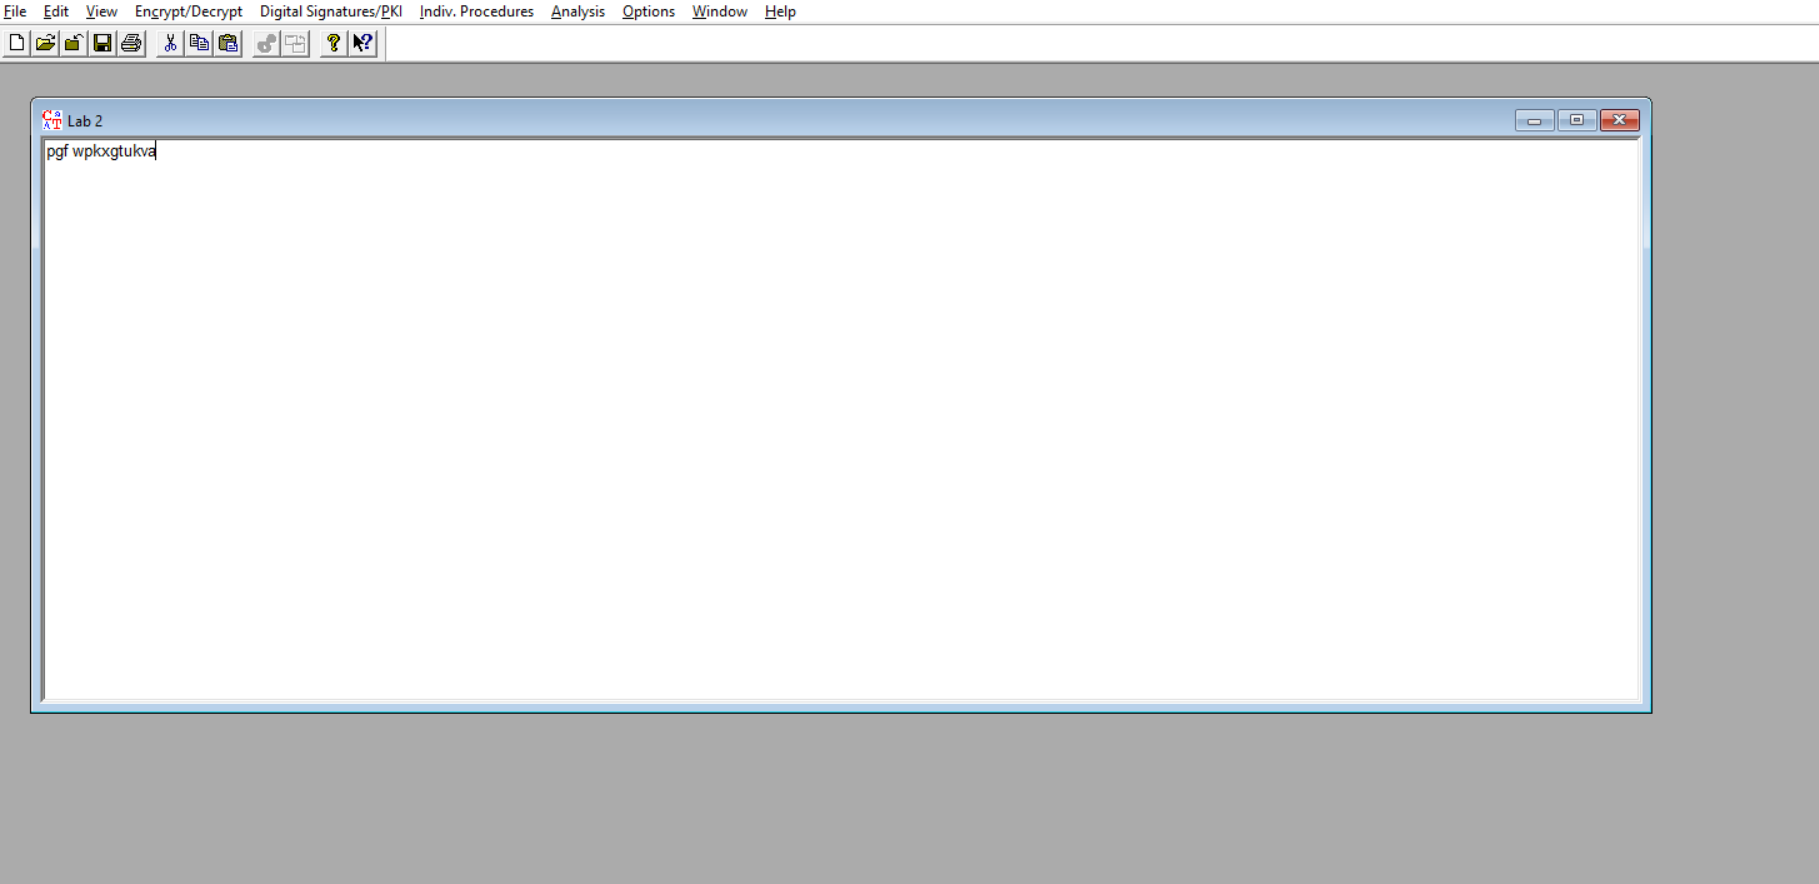 File Edit View Encrypt/Decrypt Digital Signatures/PKI Indiv. Procedures Analysis Options Window Help
Lab 2
pgf wpkxgtukva